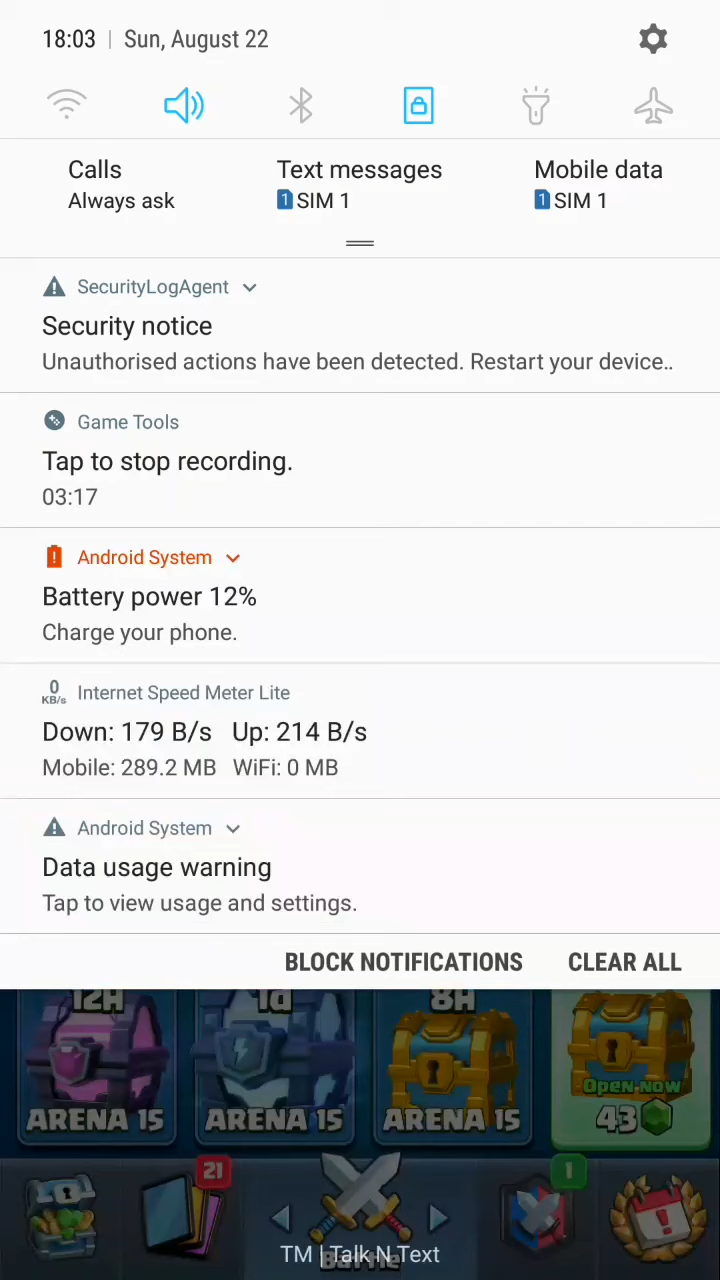 18:03 | Sun, August 22
Calls
Always ask
Text messages
1 SIM 1
Mobile data
1 SIM 1
SecurityLogAgent
Security notice
Unauthorised actions have been detected. Restart your device..
Game Tools
Tap to stop recording.
03:17
Android System
Battery power 12%
Charge your phone.
0 KB/s Internet Speed Meter Lite
Down: 179 B/s Up: 214 B/s
Mobile: 289.2 MB WiFi: 0 MB
Android System
Data usage warning
Tap to view usage and settings.
BLOCK NOTIFICATIONS CLEAR ALL
12H 1d 8H
Open now
ARENA 15 ARENA 15 ARENA 15 43
21 1
Battle
TM | Talk N Text